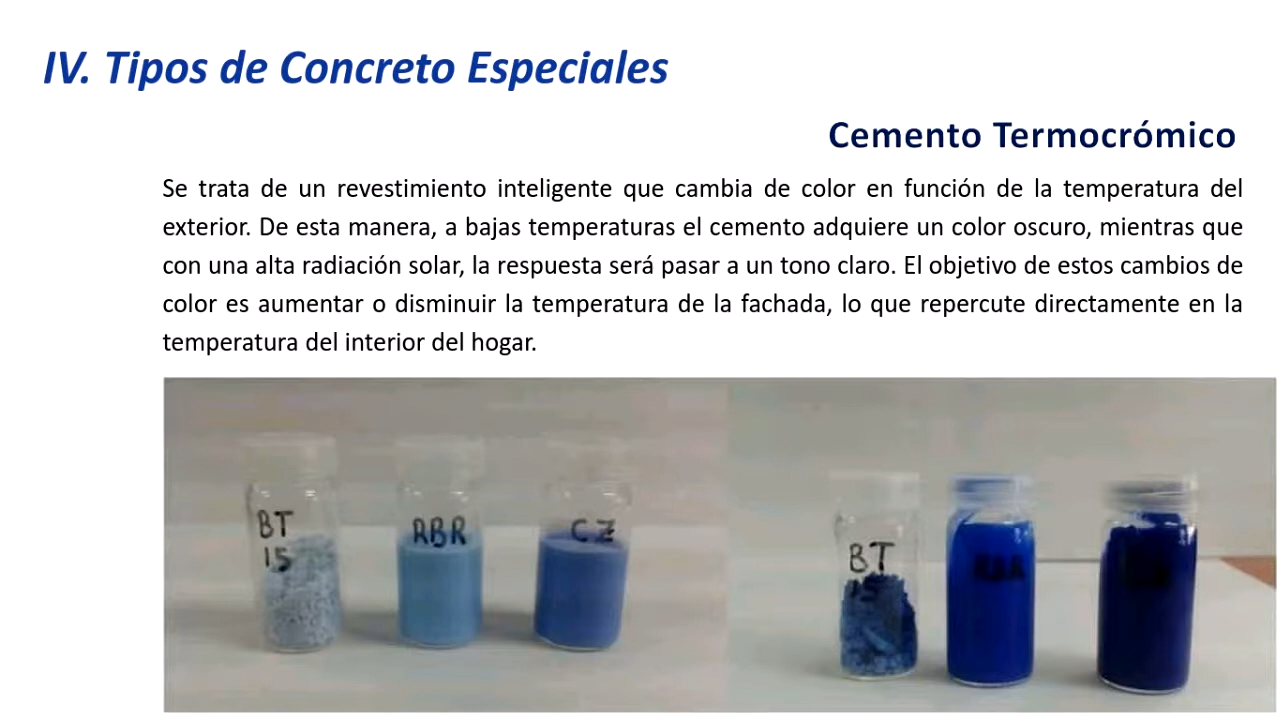 IV. Tipos de Concreto Especiales
Cemento Termocrómico
Se trata de un revestimiento inteligente que cambia de color en función de la temperatura del
exterior. De esta manera, a bajas temperaturas el cemento adquiere un color oscuro, mientras que
con una alta radiación solar, la respuesta será pasar a un tono claro. El objetivo de estos cambios de
color es aumentar o disminuir la temperatura de la fachada, lo que repercute directamente en la
temperatura del interior del hogar.
BT
15
RBR
CZ
BT
15